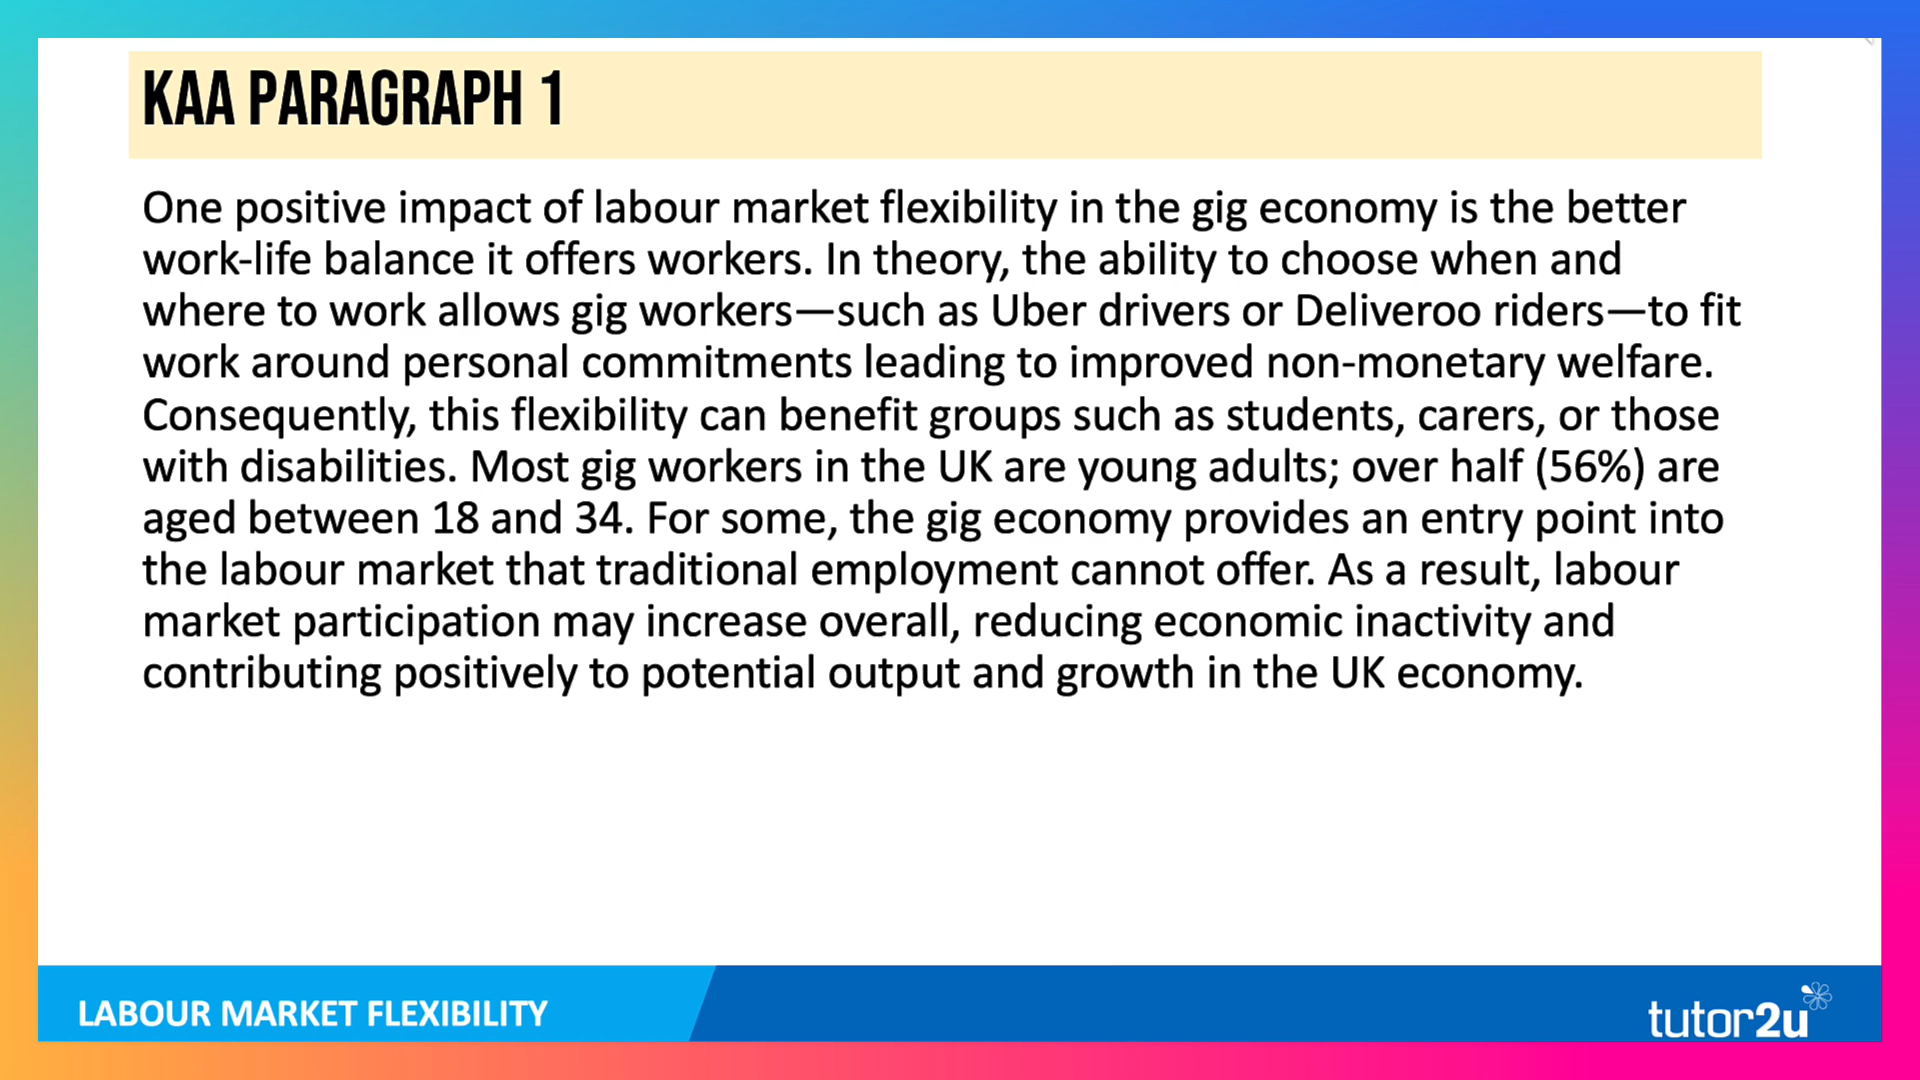 KAA PARAGRAPH 1
One positive impact of labour market flexibility in the gig economy is the better
work-life balance it offers workers. In theory, the ability to choose when and
where to work allows gig workers—such as Uber drivers or Deliveroo riders—to fit
work around personal commitments leading to improved non-monetary welfare.
Consequently, this flexibility can benefit groups such as students, carers, or those
with disabilities. Most gig workers in the UK are young adults; over half (56%) are
aged between 18 and 34. For some, the gig economy provides an entry point into
the labour market that traditional employment cannot offer. As a result, labour
market participation may increase overall, reducing economic inactivity and
contributing positively to potential output and growth in the UK economy.
LABOUR MARKET FLEXIBILITY
tutor2u